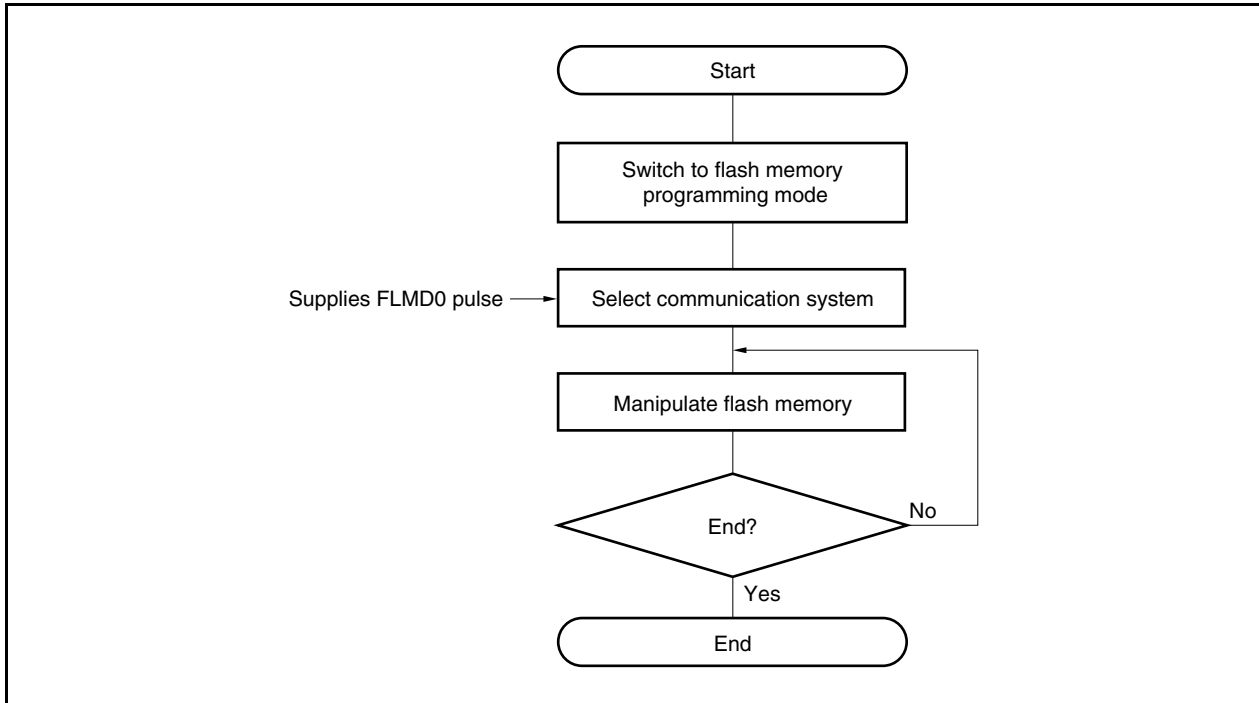 Start
Switch to flash memory
programming mode
Supplies FLMD0 pulse
Select communication system
Manipulate flash memory
End?
No
Yes
End